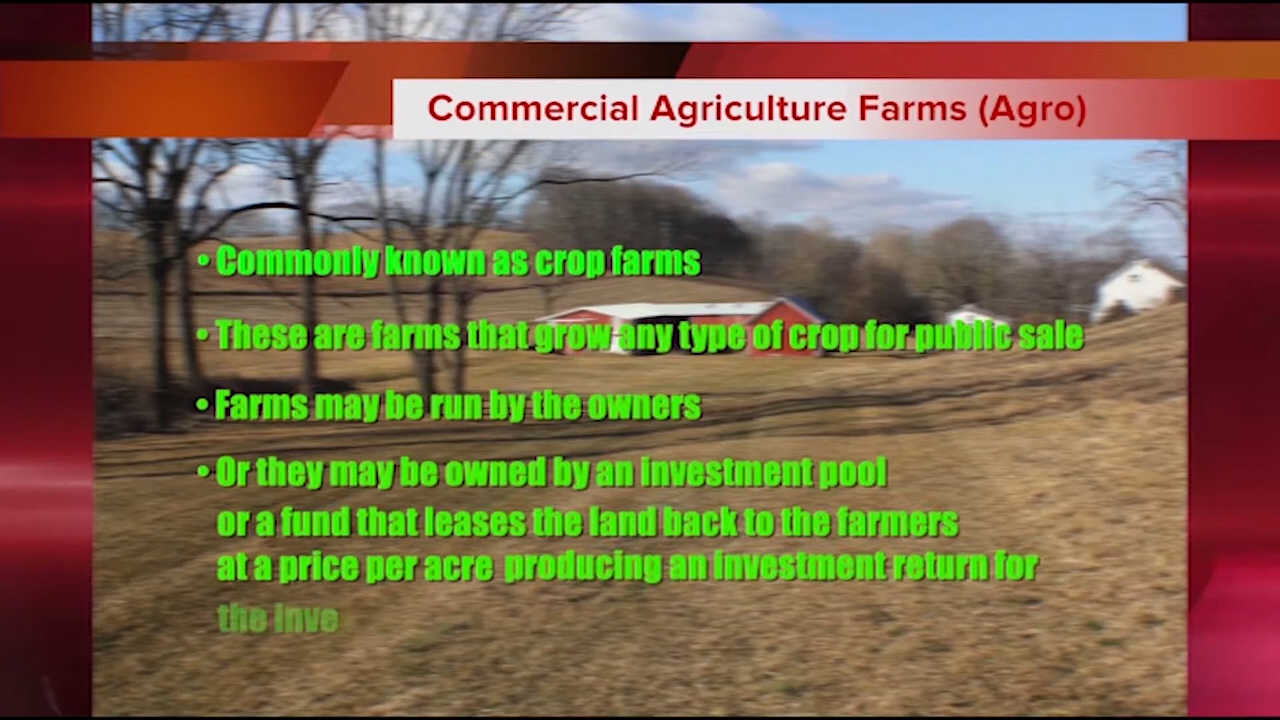 Commercial Agriculture Farms (Agro)
• Commonly known as crop farms
• These are farms that grow any type of crop for public sale
• Farms may be run by the owners
• Or they may be owned by an investment pool
or a fund that leases the land back to the farmers
at a price per acre producing an investment return for
the inve